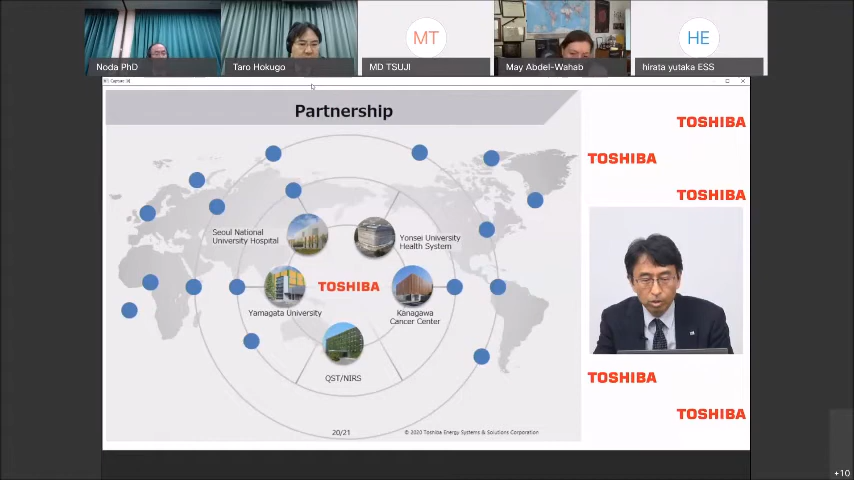 Noda PhD
Taro Hokugo
MT
MD TSUJI
May Abdel-Wahab
HE
hirata yutaka ESS
Partnership
Seoul National
University Hospital
Yonsei University
Health System
TOSHIBA
Yamagata University
Kanagawa
Cancer Center
QST/NIRS
20/21
© 2020 Toshiba Energy Systems & Solutions Corporation
TOSHIBA
TOSHIBA
TOSHIBA
TOSHIBA
TOSHIBA
+10